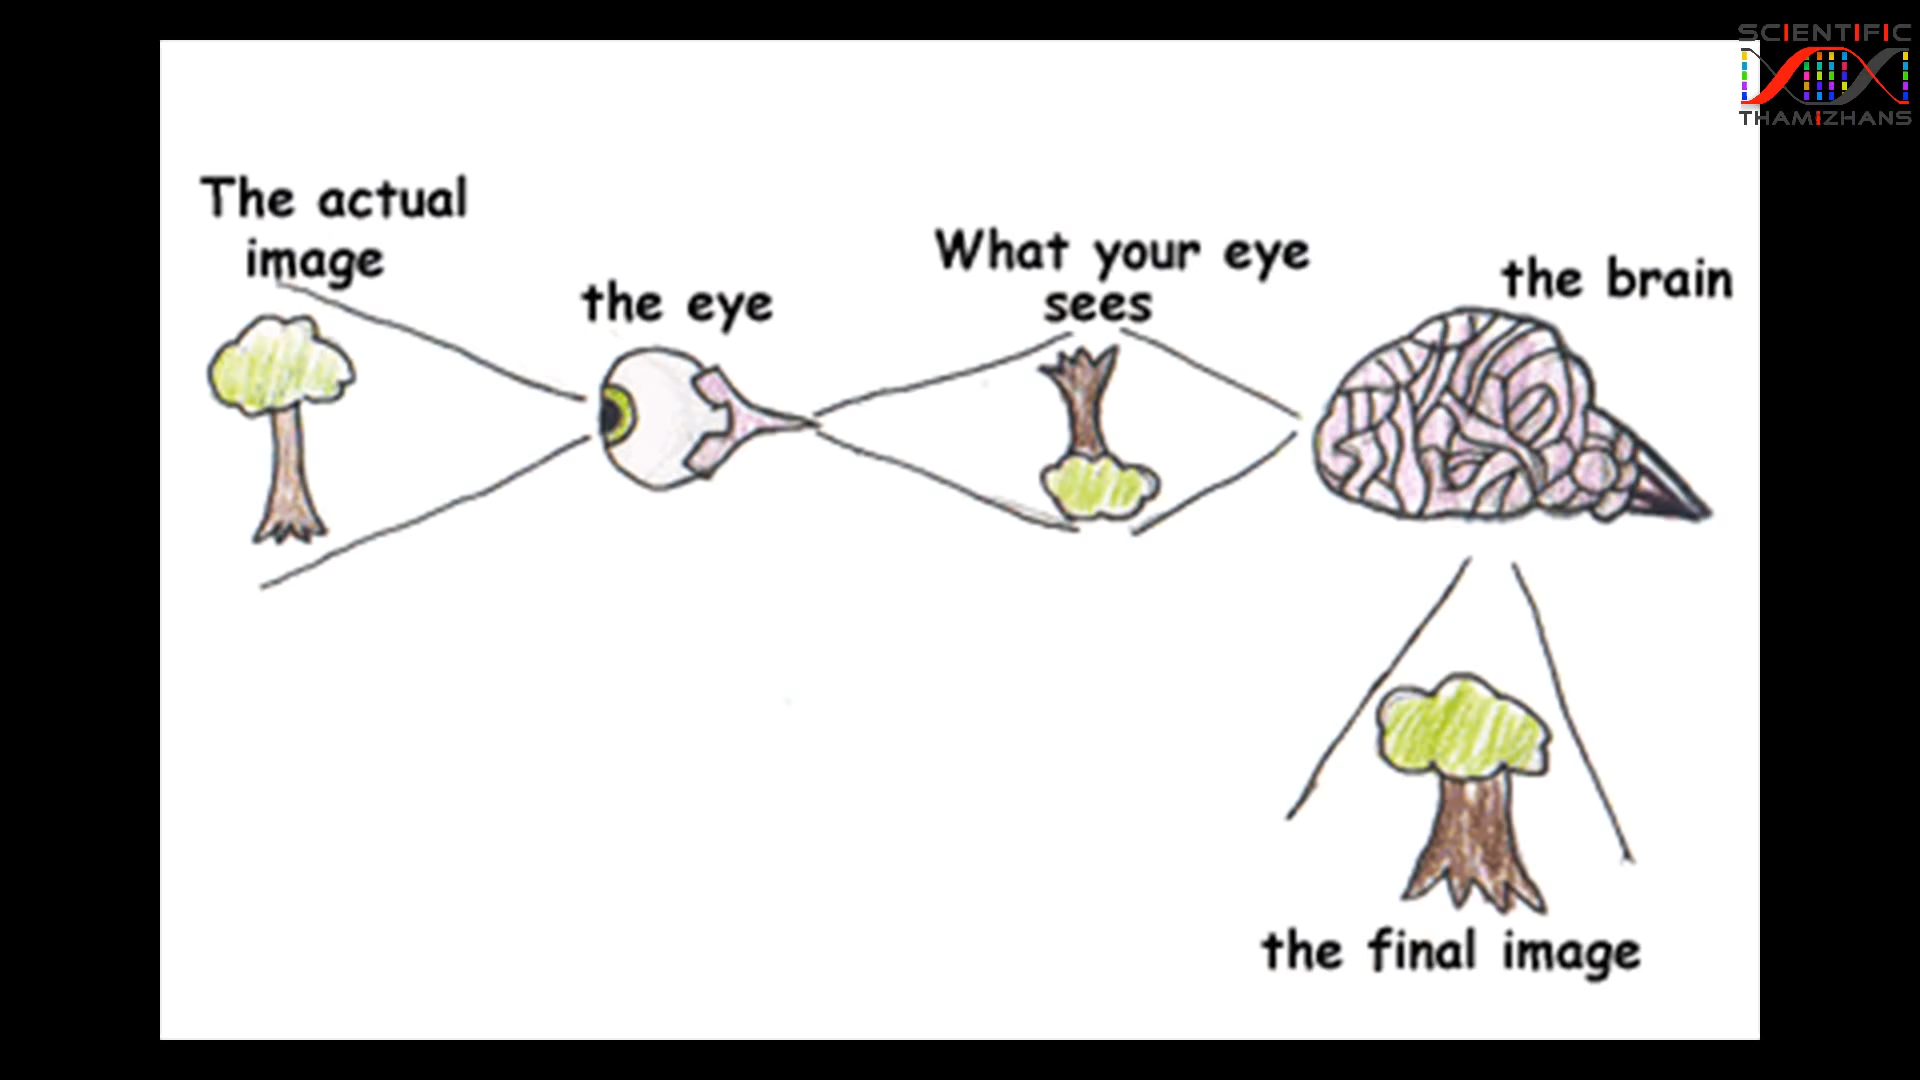 SCIENTIFIC
THAMIZHANS
The actual
image
the eye
What your eye
sees
the brain
the final image